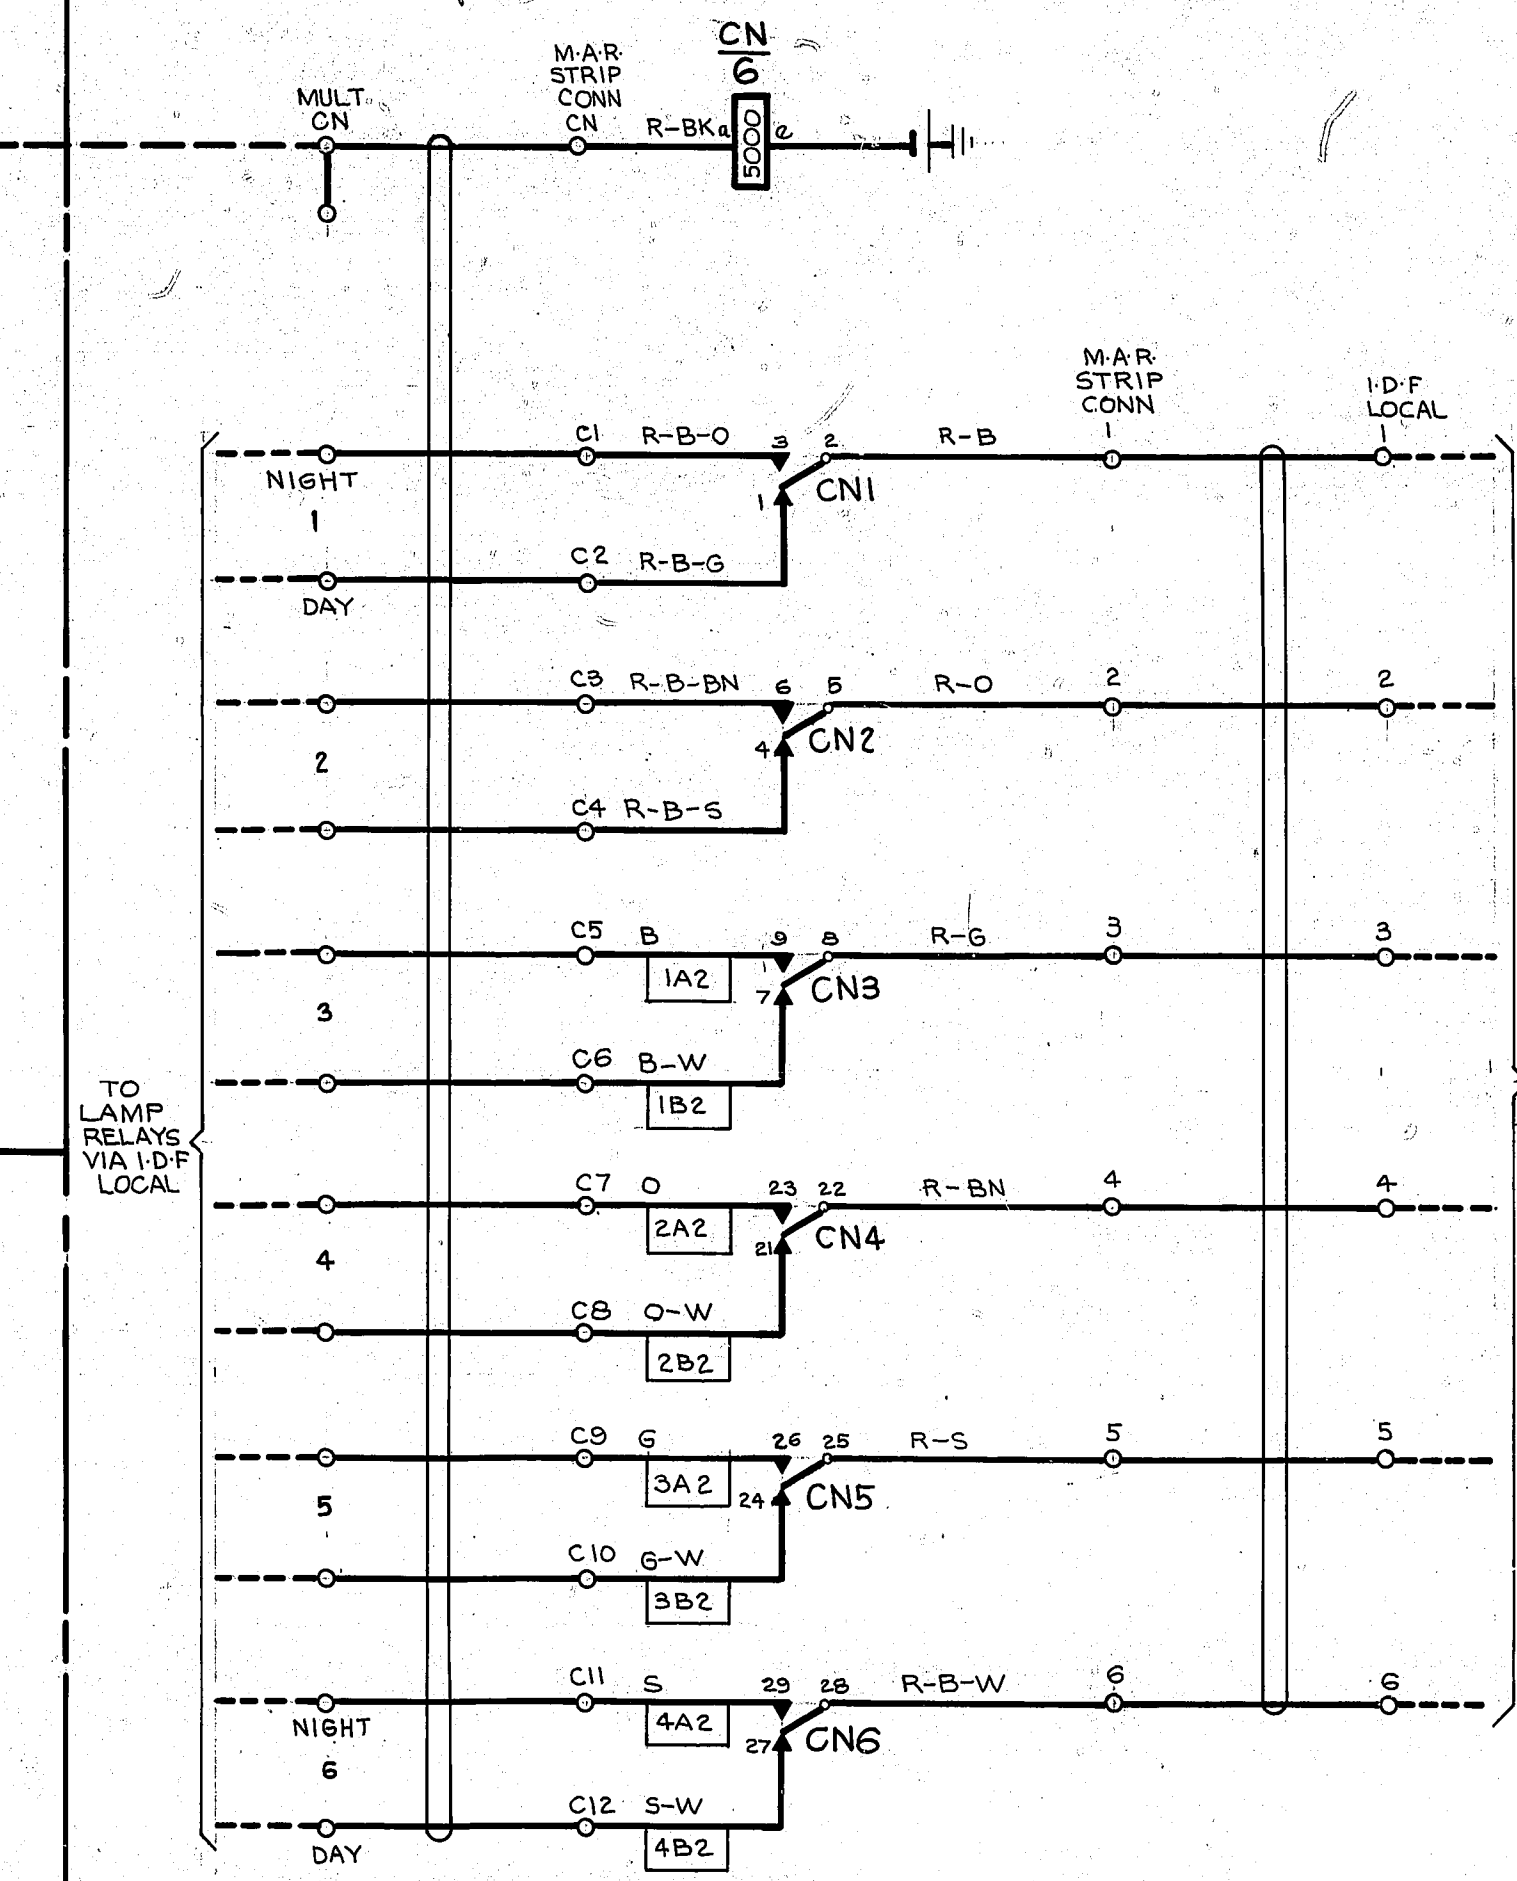 CN
6
M.A.R.
STRIP
CONN
CN
MULT.
CN
R-BK a 5000 e
M.A.R.
STRIP
CONN
1
I.D.F
LOCAL
1
C1 R-B-O 3 2 R-B
NIGHT
1 CN1
1
C2 R-B-G
DAY
C3 R-B-BN 6 5 R-O 2 2
4 CN2
2
C4 R-B-S
C5 B 9 8 R-G 3 3
1A2 7 CN3
3
C6 B-W
1B2
TO
LAMP
RELAYS
VIA I.D.F
LOCAL
C7 O 23 22 R-BN 4 4
2A2 21 CN4
4
C8 O-W
2B2
C9 G 26 25 R-S 5 5
3A2 24 CN5
5
C10 G-W
3B2
C11 S 29 28 R-B-W 6 6
NIGHT 4A2 27 CN6
6
C12 S-W
DAY 4B2